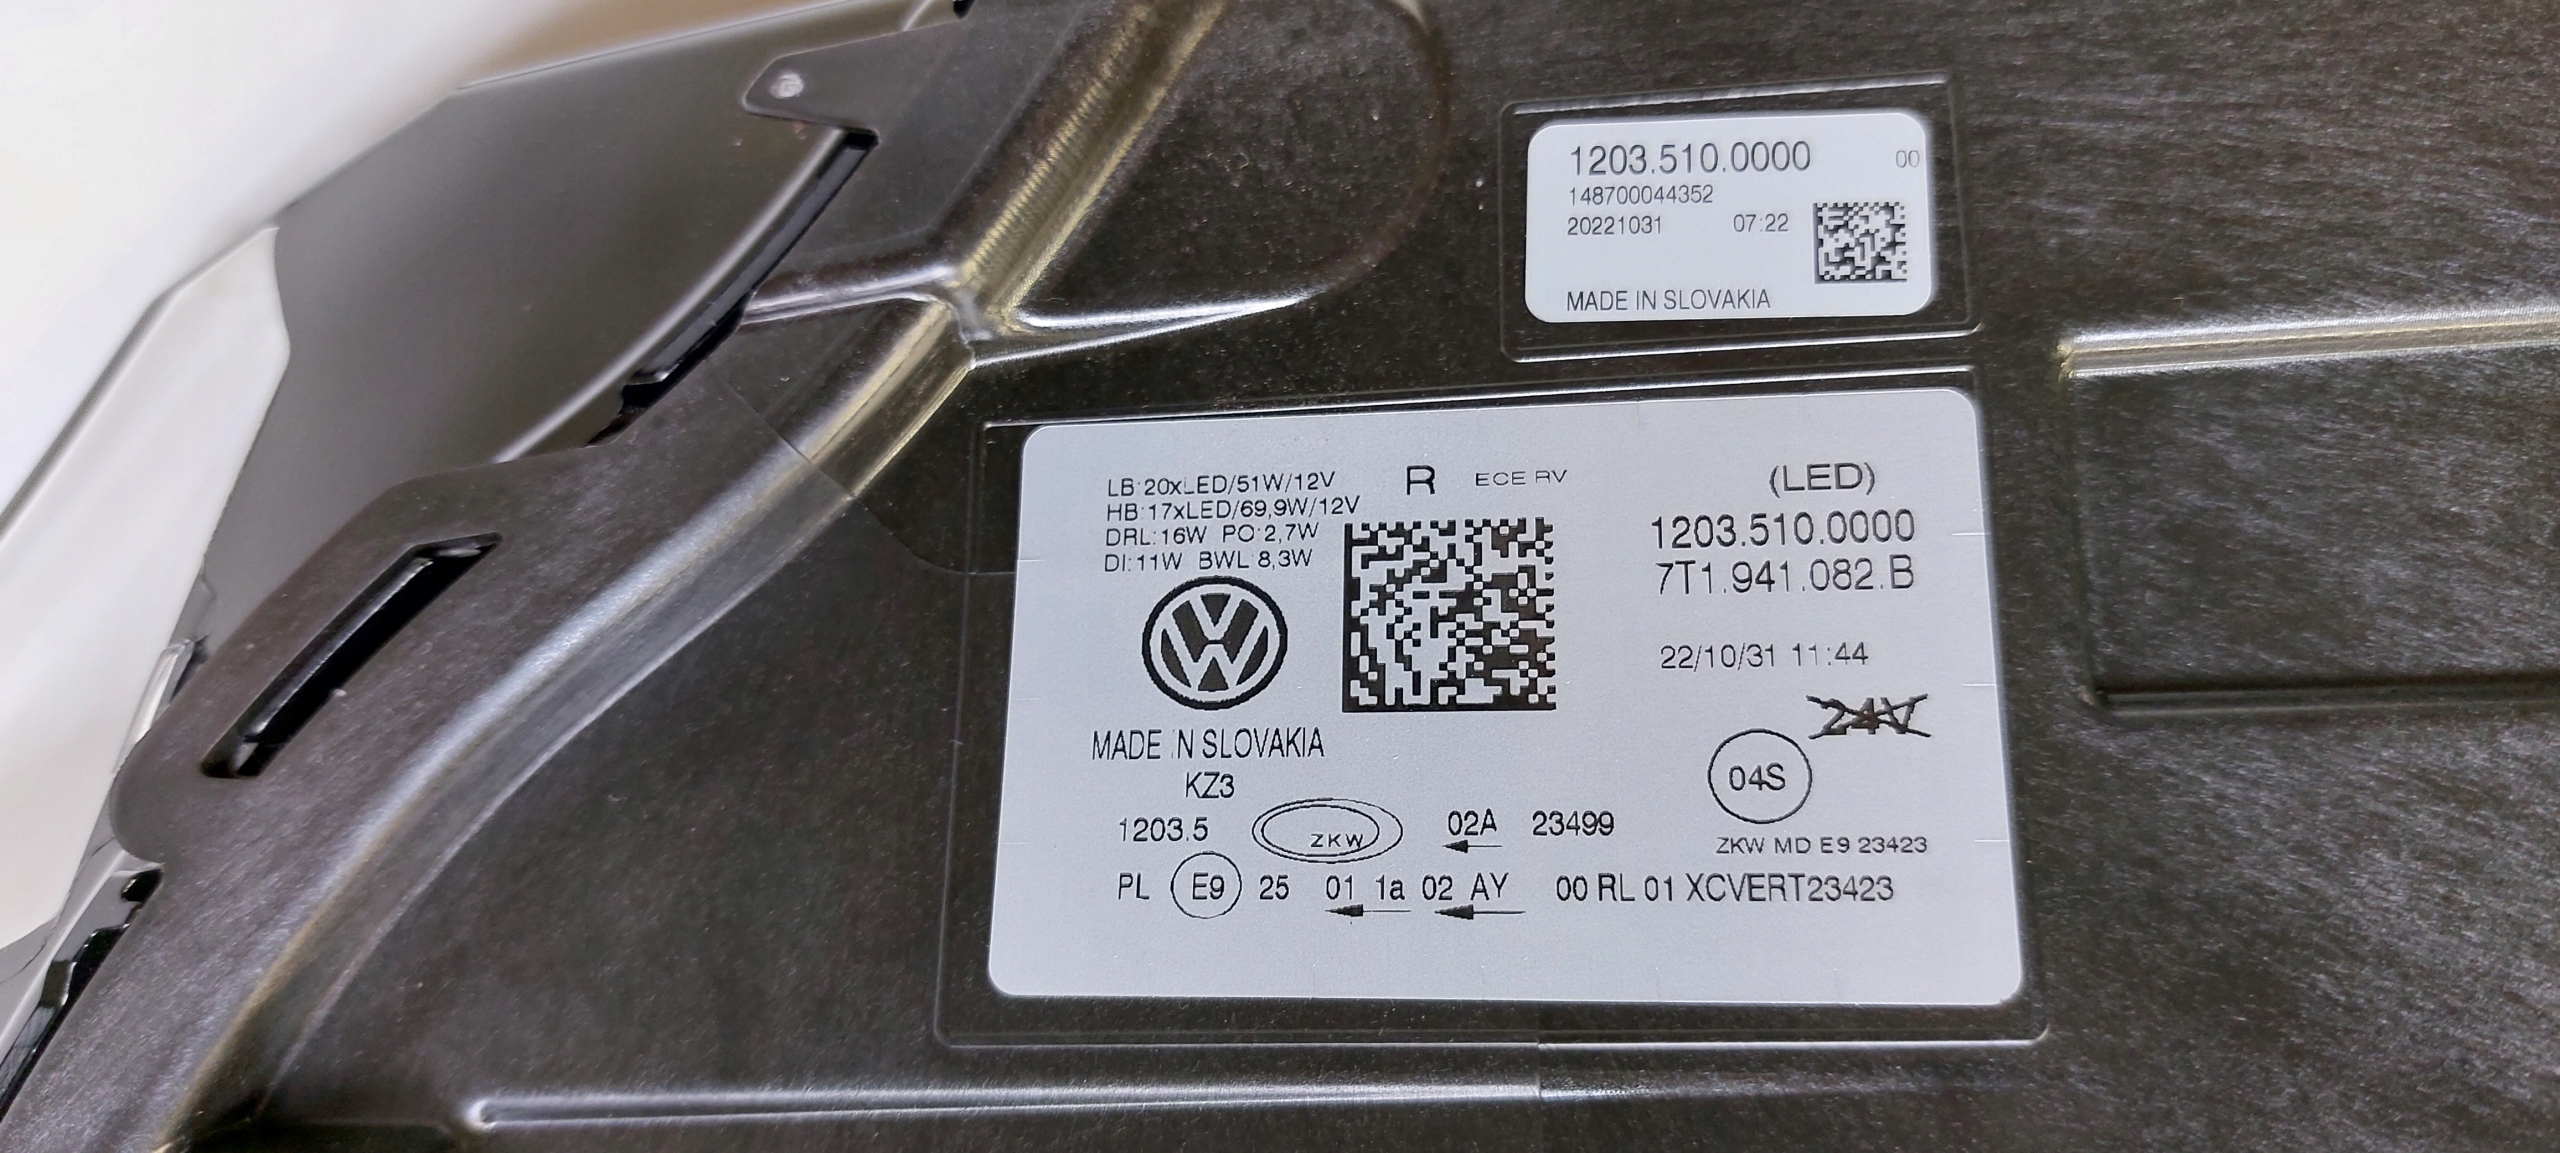 1203.510.0000 00
148700044352
20221031 07:22
MADE IN SLOVAKIA
LB:20xLED/51W/12V R ECE RV (LED)
HB:17xLED/69,9W/12V
DRL:16W PO:2,7W
DI:11W BWL:8,3W
1203.510.0000
7T1.941.082.B
22/10/31 11:44
24V
MADE IN SLOVAKIA
KZ3
04S
1203.5 ZKW 02A 23499
ZKW MD E9 23423
PL E9 25 01 1a 02 AY 00 RL 01 XCVERT23423